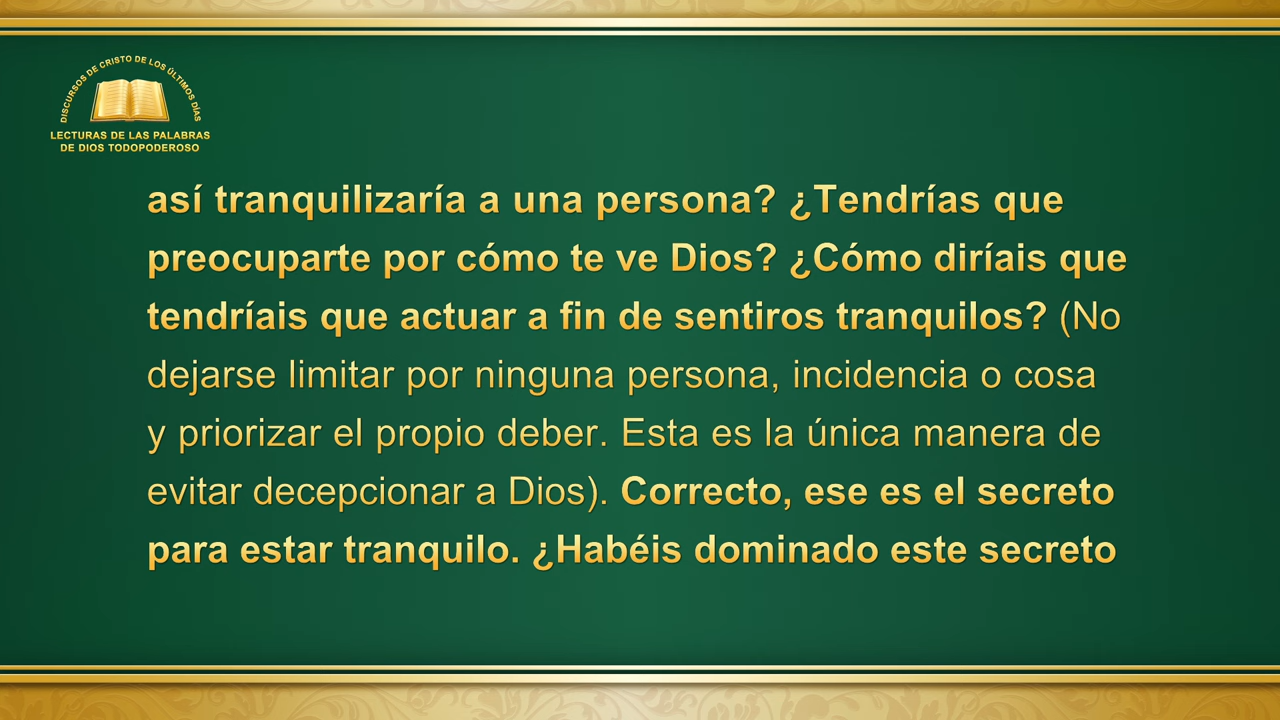 DISCURSOS DE CRISTO DE LOS ÚLTIMOS DÍAS
LECTURAS DE LAS PALABRAS
DE DIOS TODOPODEROSO
así tranquilizaría a una persona? ¿Tendrías que
preocuparte por cómo te ve Dios? ¿Cómo diríais que
tendríais que actuar a fin de sentiros tranquilos? (No
dejarse limitar por ninguna persona, incidencia o cosa
y priorizar el propio deber. Esta es la única manera de
evitar decepcionar a Dios). Correcto, ese es el secreto
para estar tranquilo. ¿Habéis dominado este secreto